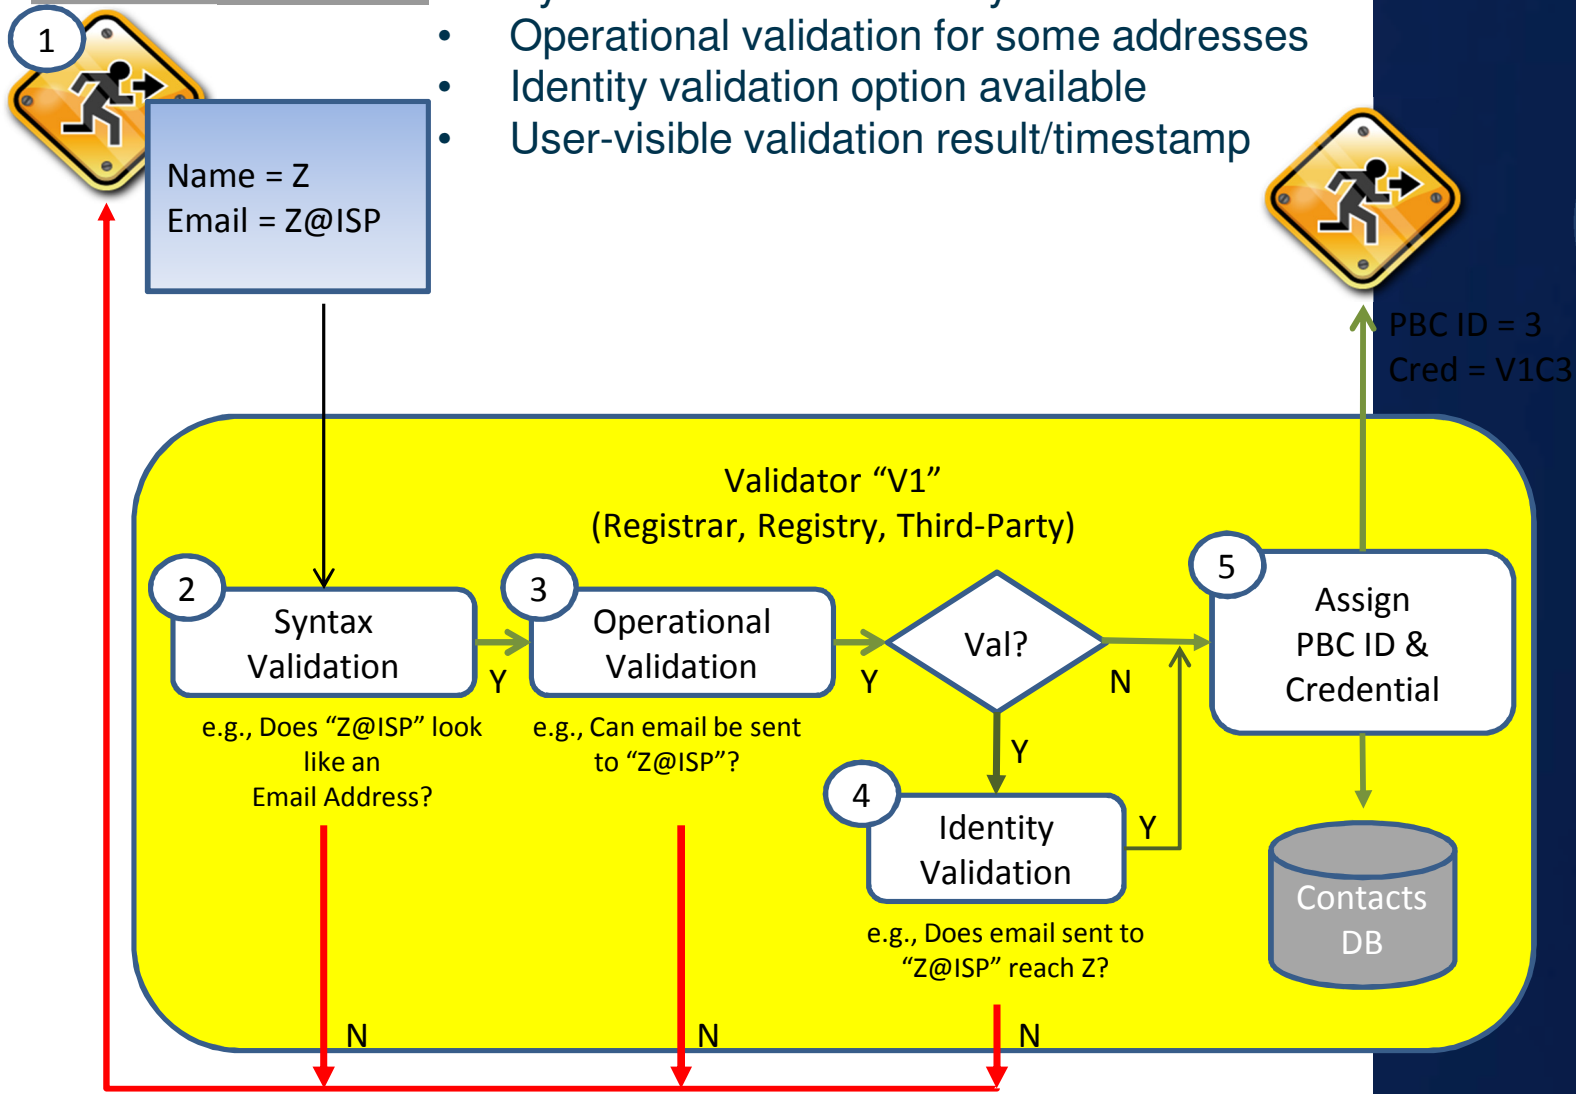 1
• Operational validation for some addresses
• Identity validation option available
• User-visible validation result/timestamp
Name = Z
Email = Z@ISP
PBC ID = 3
Cred = V1C3
Validator “V1”
(Registrar, Registry, Third-Party)
2
Syntax
Validation
Y
e.g., Does “Z@ISP” look
like an
Email Address?
N
3
Operational
Validation
Y
e.g., Can email be sent
to “Z@ISP”?
N
Val?
N
Y
4
Identity
Validation
Y
e.g., Does email sent to
“Z@ISP” reach Z?
N
5
Assign
PBC ID &
Credential
Contacts
DB